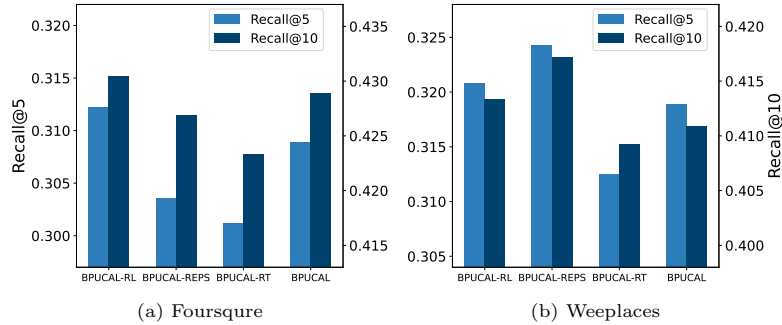 0.320
0.315
0.310
0.305
0.300
Recall@5
Recall@5
Recall@10
0.435
0.430
0.425
0.420
0.415
BPUCAL-RL BPUCAL-REPS BPUCAL-RT BPUCAL
(a) Foursqure
0.325
0.320
0.315
0.310
0.305
Recall@5
Recall@10
0.420
0.415
0.410
0.405
0.400
Recall@10
BPUCAL-RL BPUCAL-REPS BPUCAL-RT BPUCAL
(b) Weeplaces